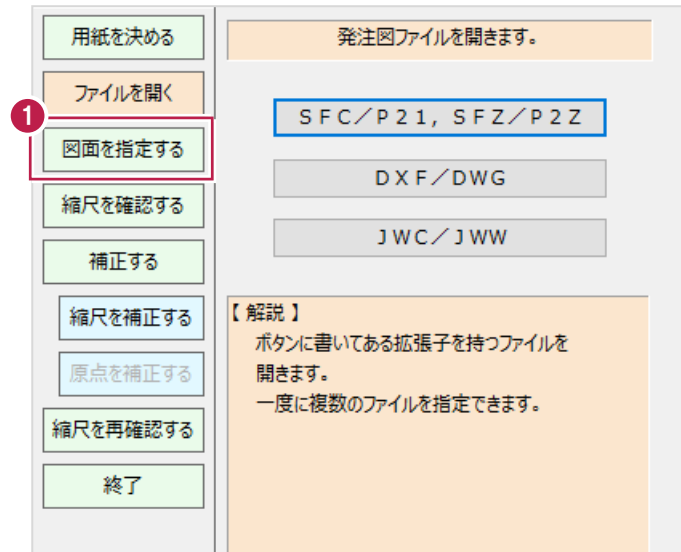 用紙を決める
発注図ファイルを開きます。
ファイルを開く
1
SFC／P21, SFZ／P2Z
図面を指定する
DXF／DWG
縮尺を確認する
JWC／JWW
補正する
縮尺を補正する
原点を補正する
縮尺を再確認する
終了
【 解説 】
ボタンに書いてある拡張子を持つファイルを
開きます。
一度に複数のファイルを指定できます。